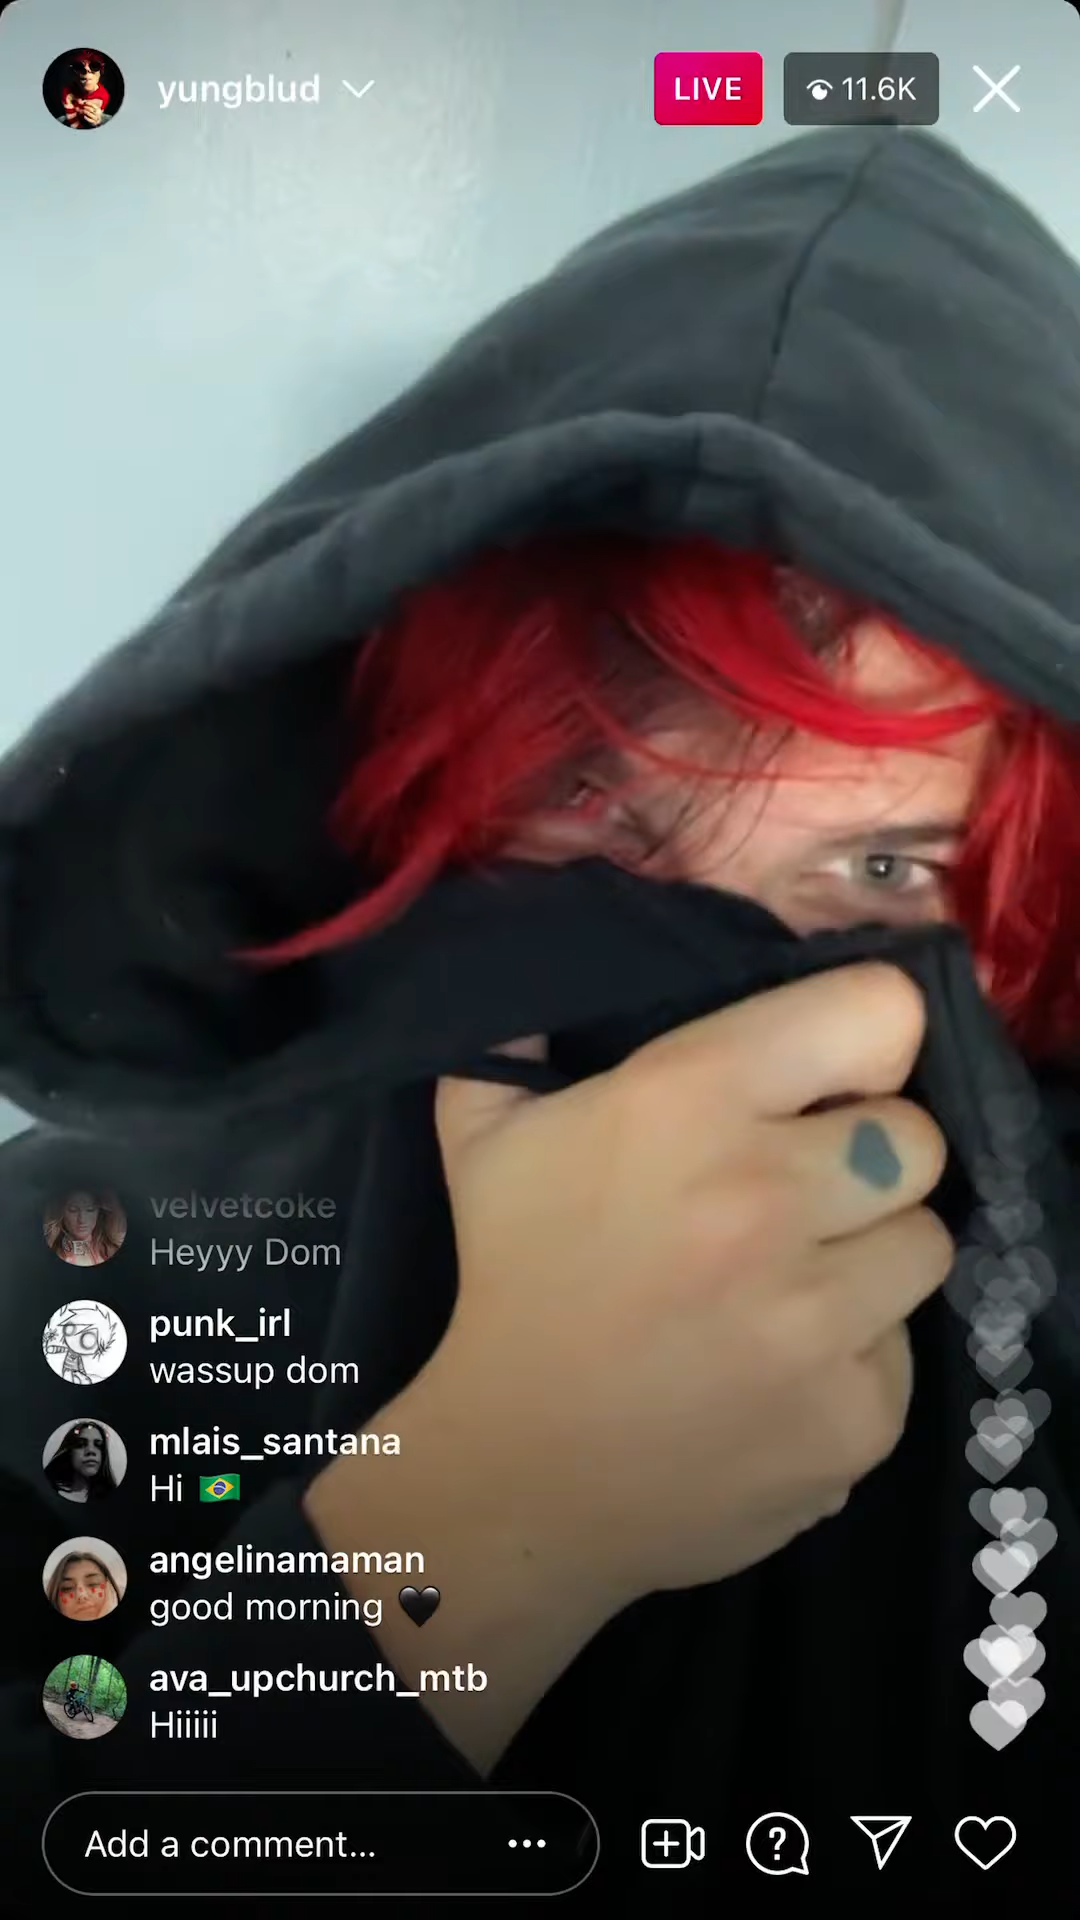 yungblud
LIVE
11.6K
velvetcoke
Heyyy Dom
punk_irl
wassup dom
mlais_santana
Hi 🇧🇷
angelinamaman
good morning 🖤
ava_upchurch_mtb
Hiiiii
Add a comment...